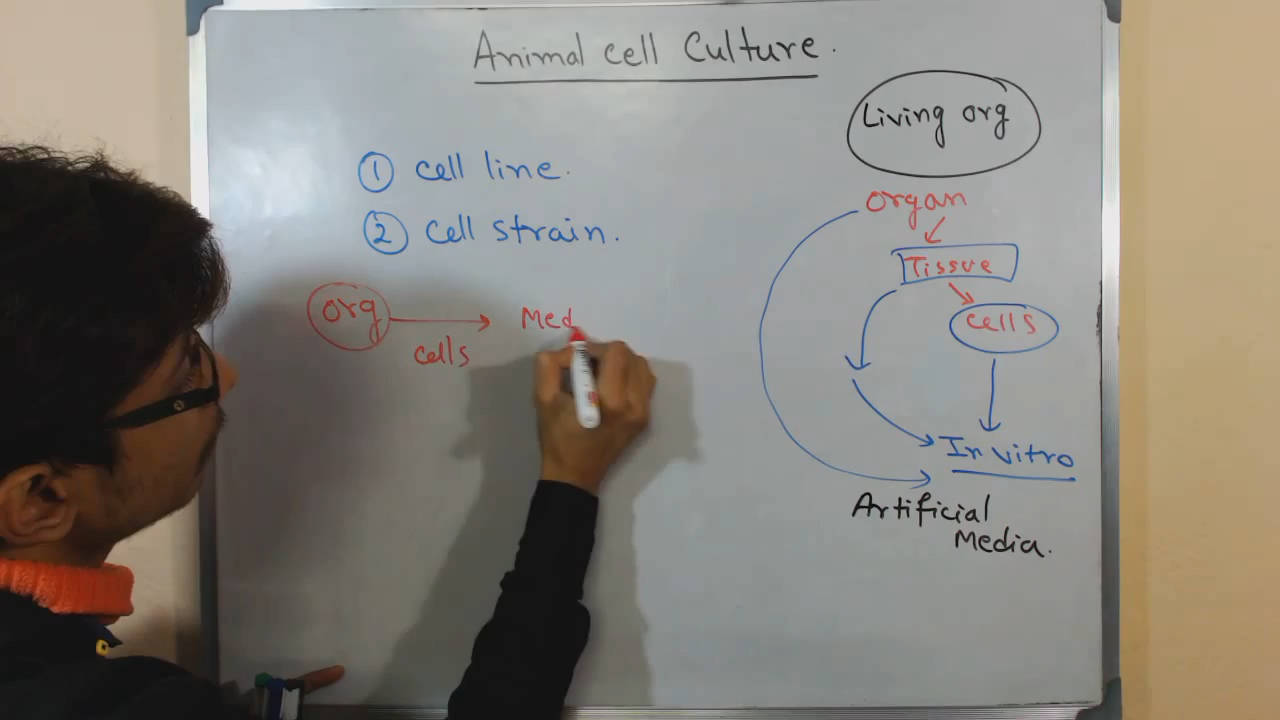 Animal Cell Culture.
① cell line.
② cell strain.
org
cells
Med
Living org
organ
Tissue
cells
In vitro
Artificial
Media.